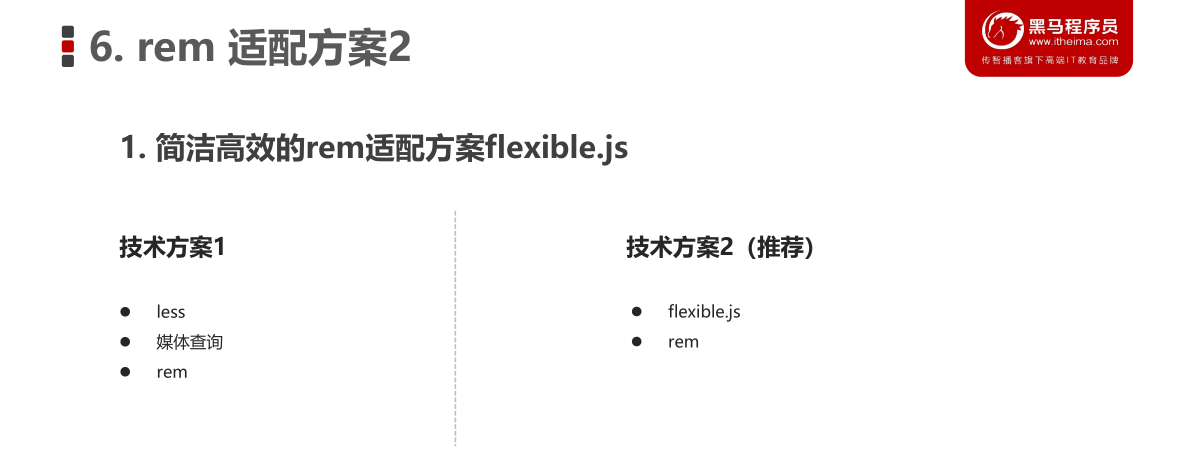 6. rem 适配方案2
黑马程序员
www.itheima.com
传智播客旗下高端IT教育品牌
1. 简洁高效的rem适配方案flexible.js
技术方案1
● less
● 媒体查询
● rem
技术方案2（推荐）
● flexible.js
● rem